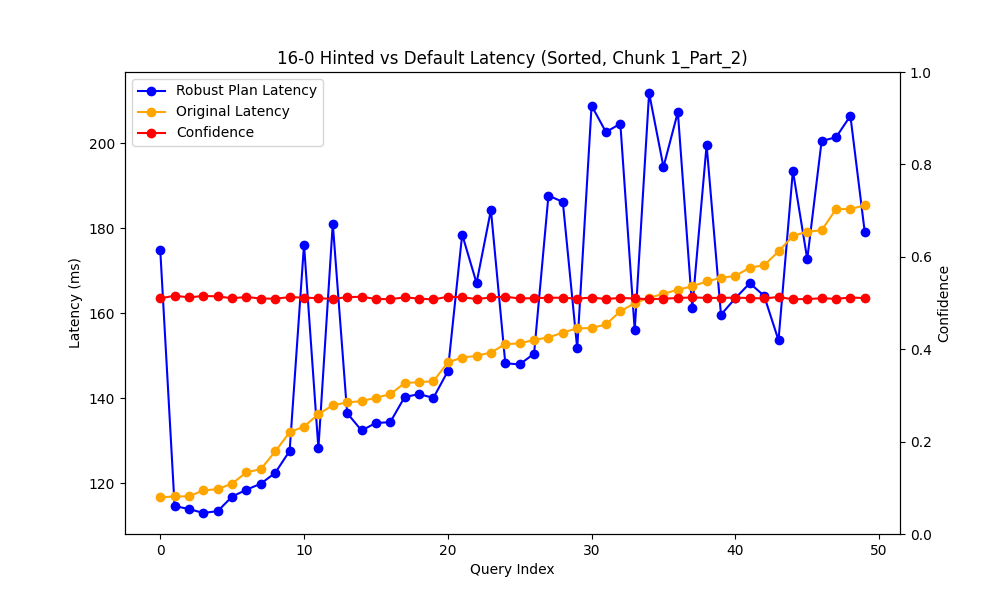 16-0 Hinted vs Default Latency (Sorted, Chunk 1_Part_2)
Robust Plan Latency
Original Latency
Confidence
Latency (ms)
200
180
160
140
120
1.0
0.8
0.6
0.4
0.2
0.0
Confidence
0 10 20 30 40 50
Query Index